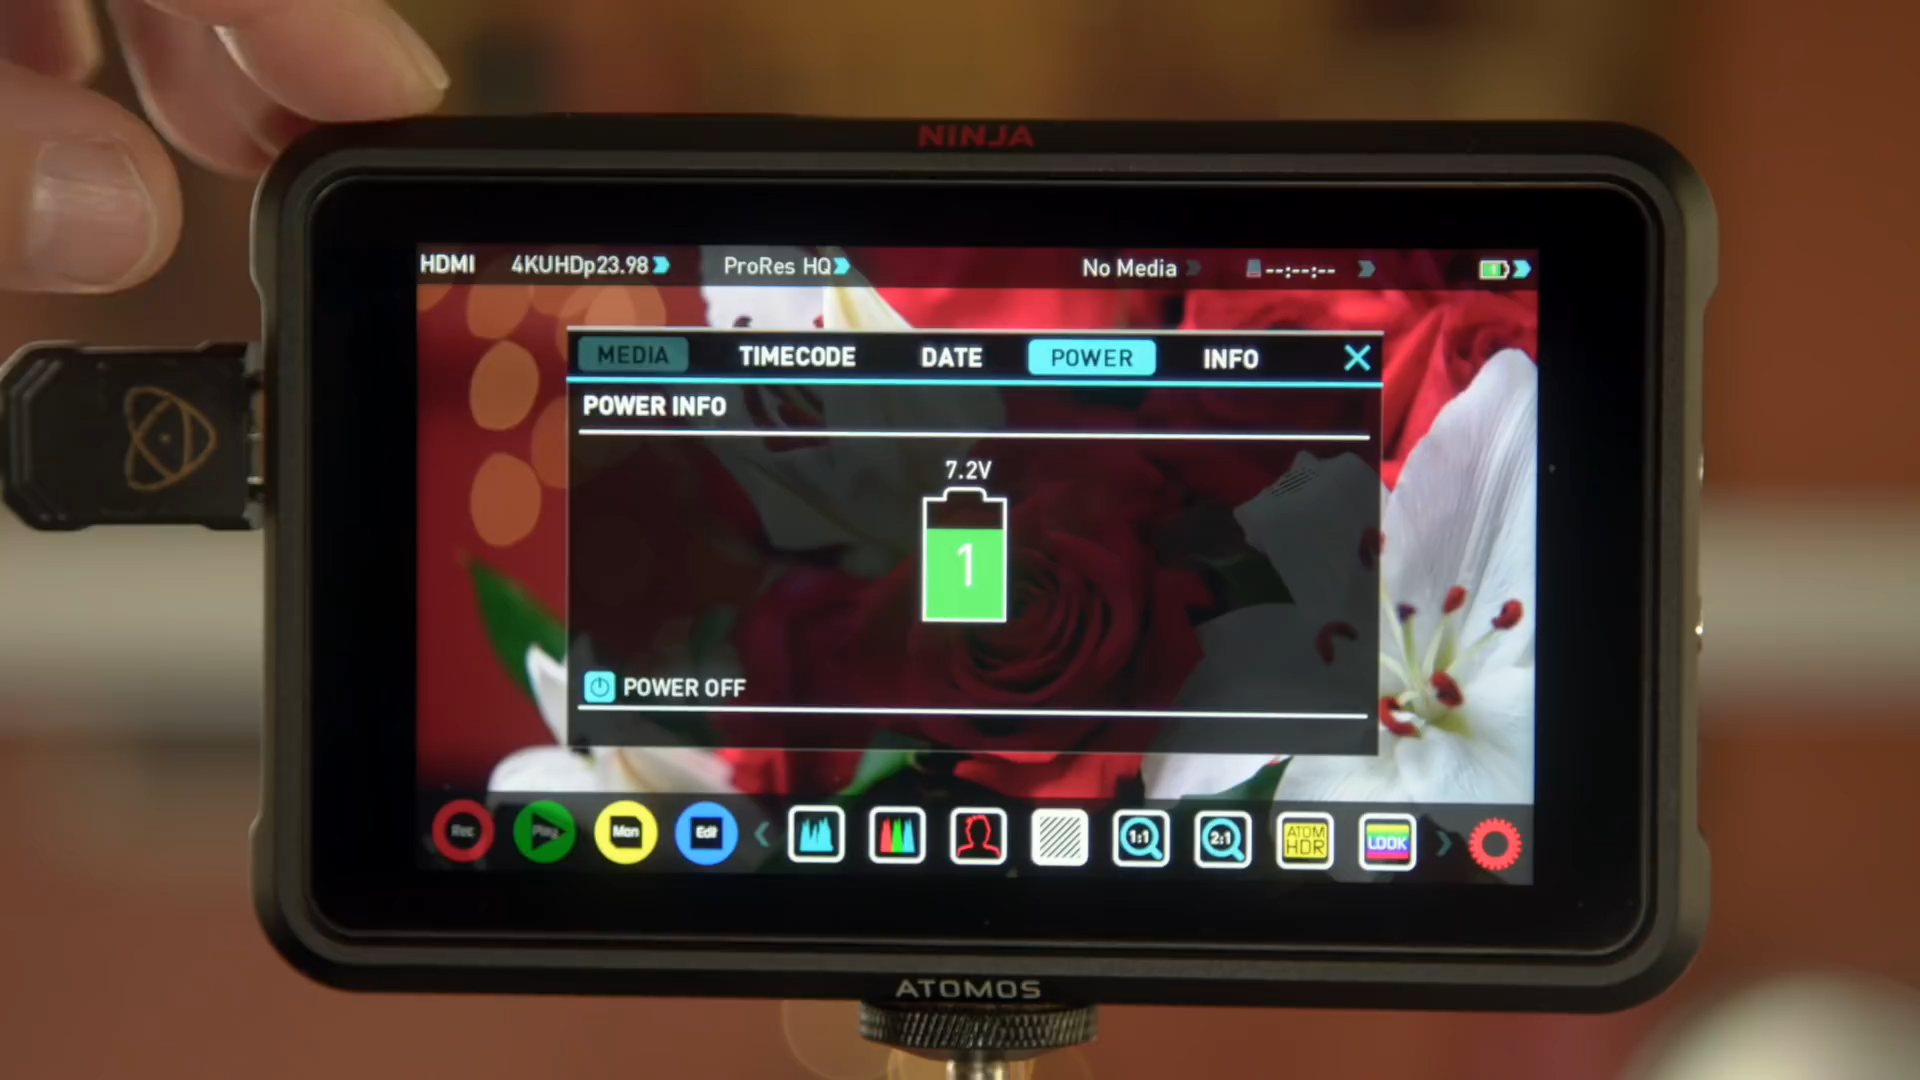 NINJA
HDMI 4KUHDp23.98 ProRes HQ No Media --:--:--
MEDIA TIMECODE DATE POWER INFO
POWER INFO
7.2V
1
POWER OFF
Rec Play Mon Edit 1:1 2:1 ATOM HDR LOOK
ATOMOS